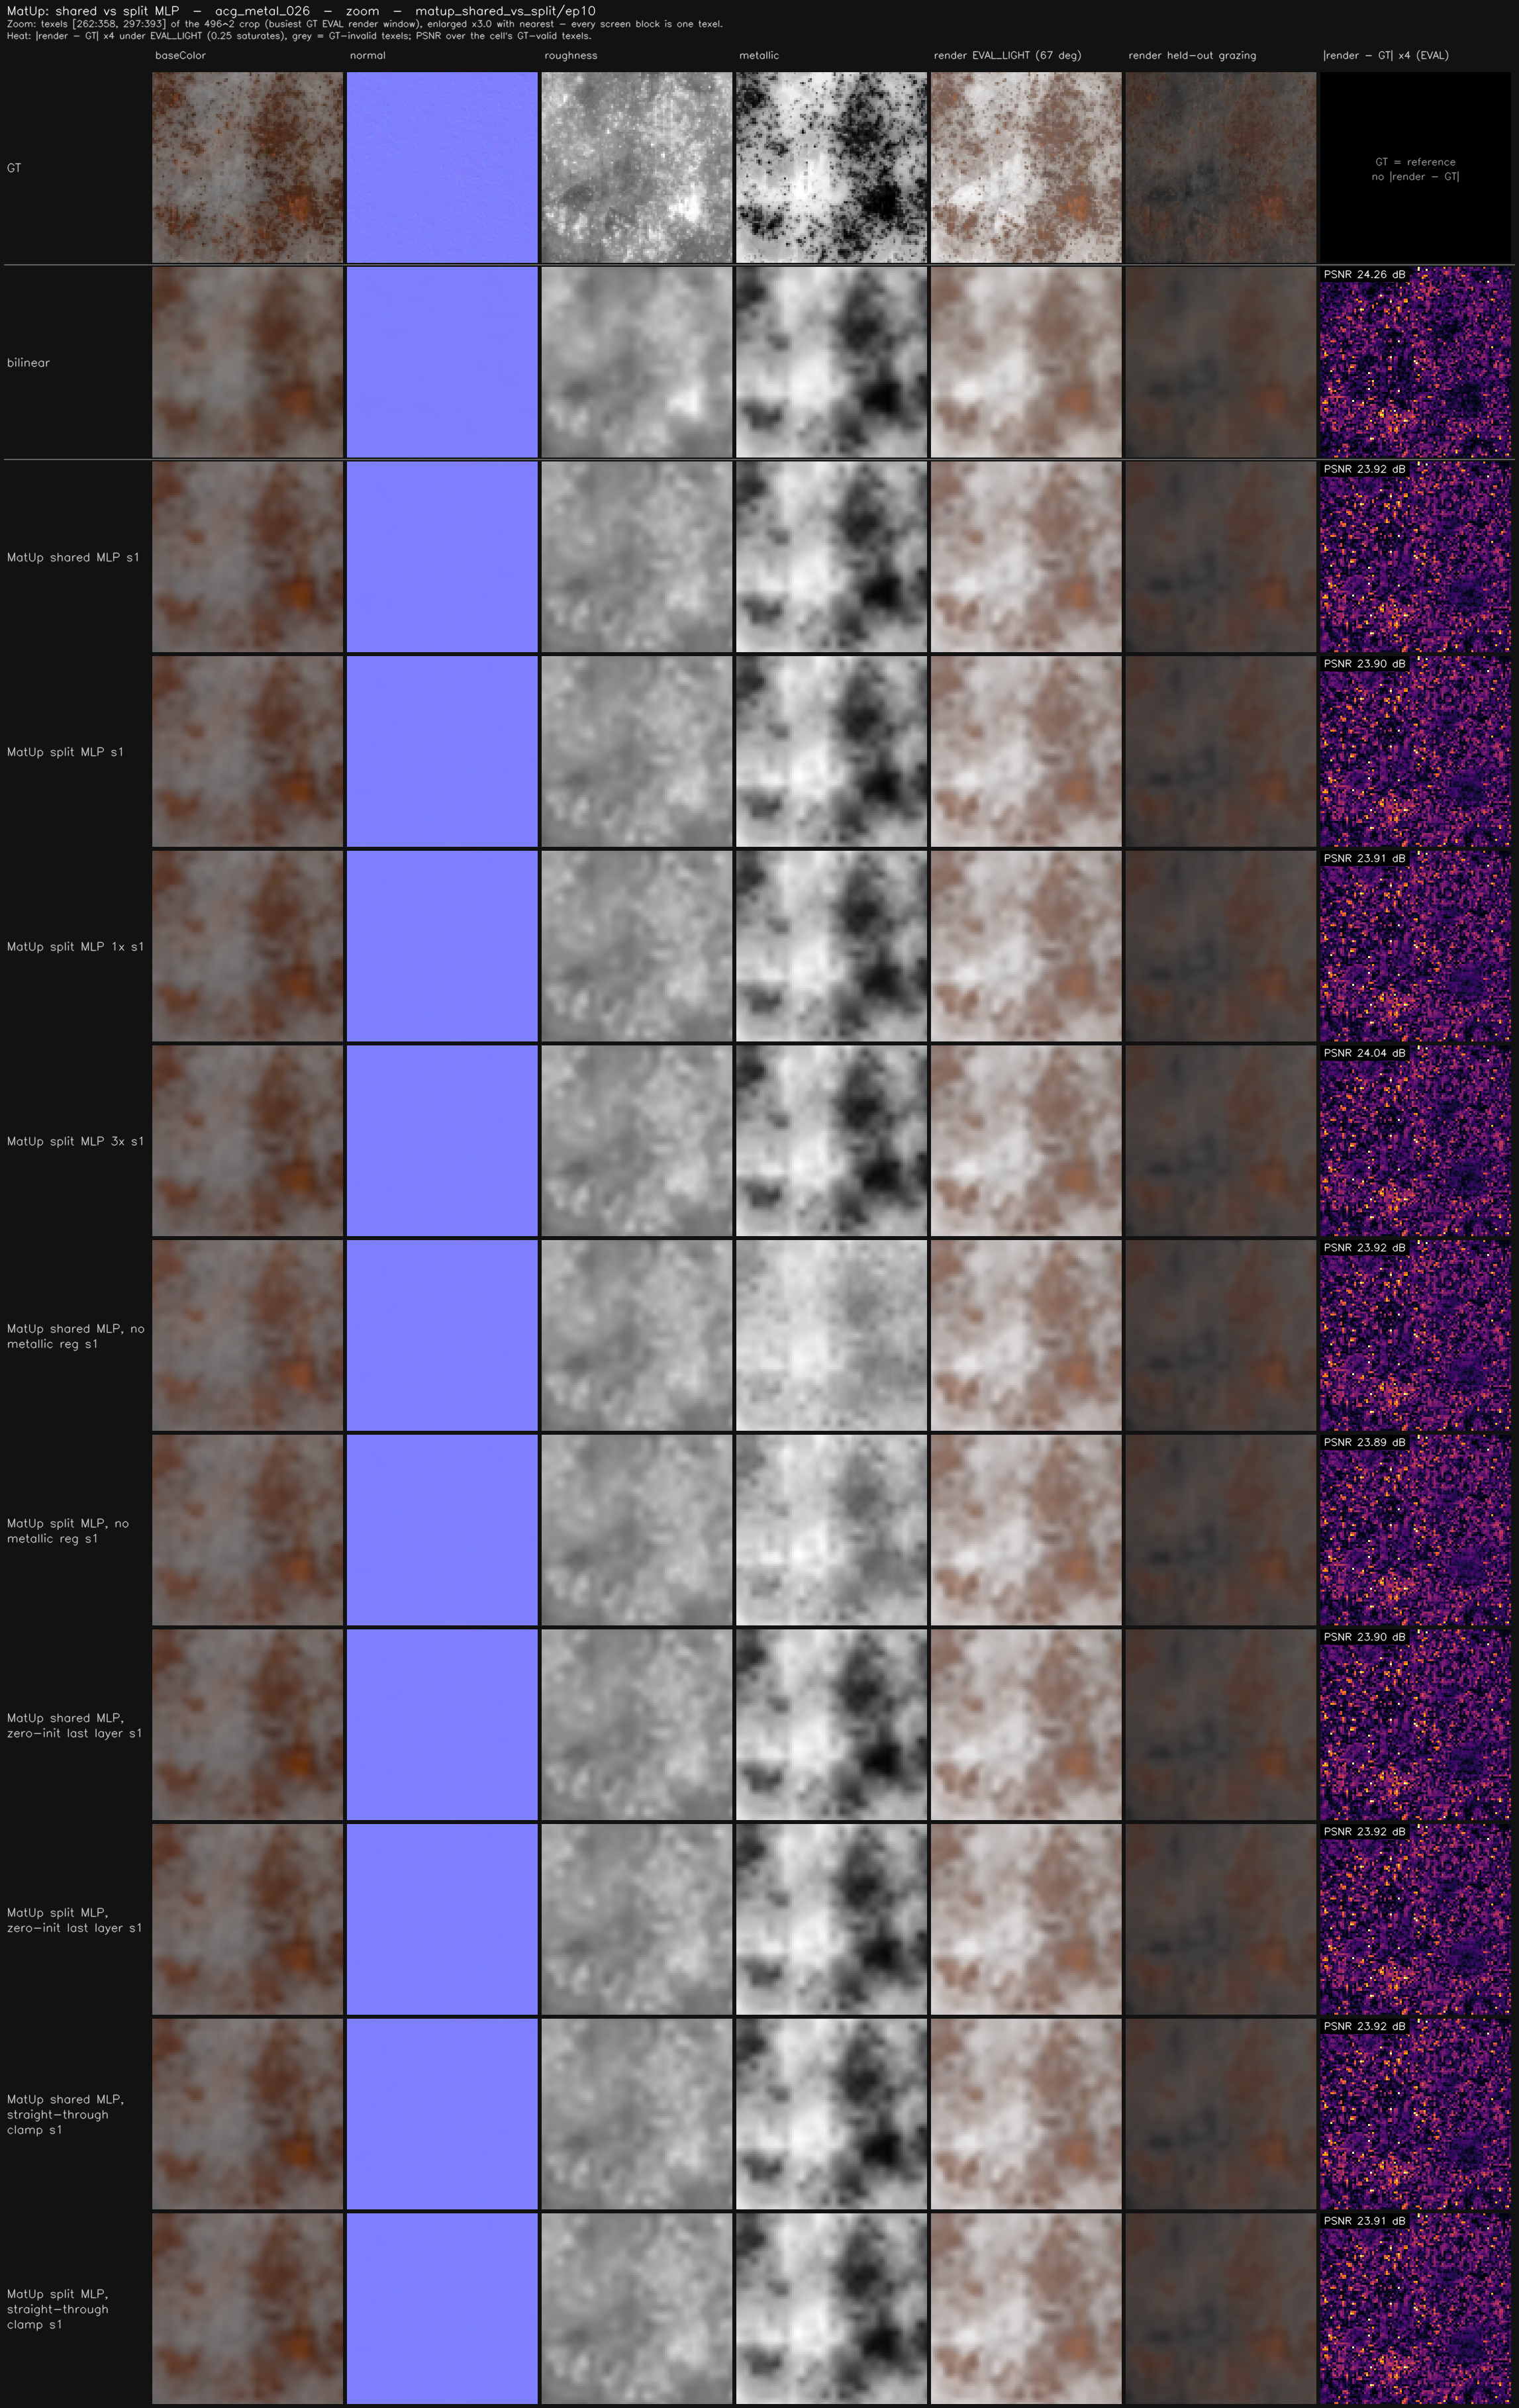 MatUp: shared vs split MLP — acg_metal_026 — zoom — matup_shared_vs_split/ep10
Zoom: texels [262:358, 297:393] of the 496^2 crop (busiest GT EVAL render window), enlarged x3.0 with nearest — every screen block is one texel.
Heat: |render − GT| x4 under EVAL_LIGHT (0.25 saturates), grey = GT-invalid texels; PSNR over the cell's GT-valid texels.
baseColor normal roughness metallic render EVAL_LIGHT (67 deg) render held-out grazing |render − GT| x4 (EVAL)
GT
GT = reference
no |render − GT|
bilinear
PSNR 24.26 dB
MatUp shared MLP s1
PSNR 23.92 dB
MatUp split MLP s1
PSNR 23.90 dB
MatUp split MLP 1x s1
PSNR 23.91 dB
MatUp split MLP 3x s1
PSNR 24.04 dB
MatUp shared MLP, no
metallic reg s1
PSNR 23.92 dB
MatUp split MLP, no
metallic reg s1
PSNR 23.89 dB
MatUp shared MLP,
zero-init last layer s1
PSNR 23.90 dB
MatUp split MLP,
zero-init last layer s1
PSNR 23.92 dB
MatUp shared MLP,
straight-through
clamp s1
PSNR 23.92 dB
MatUp split MLP,
straight-through
clamp s1
PSNR 23.91 dB